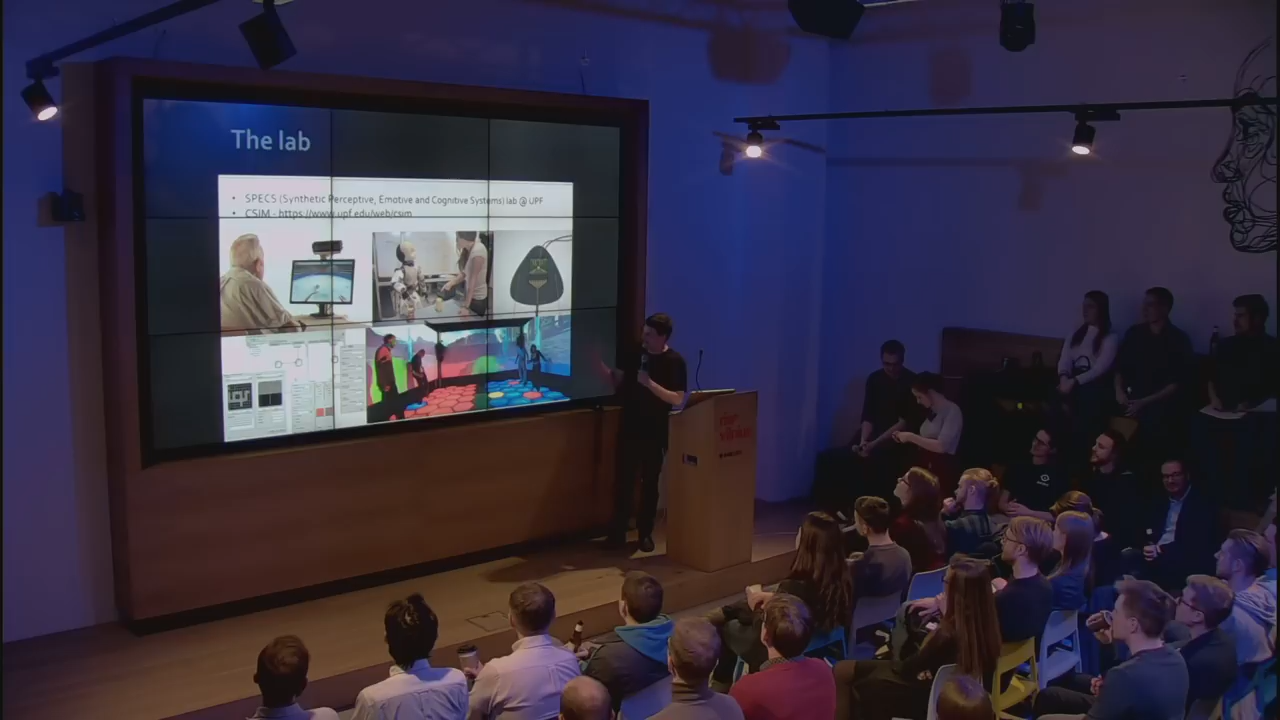 The lab
• SPECS (Synthetic Perceptive, Emotive and Cognitive Systems) lab @ UPF
• CSIM - https://www.upf.edu/web/csim